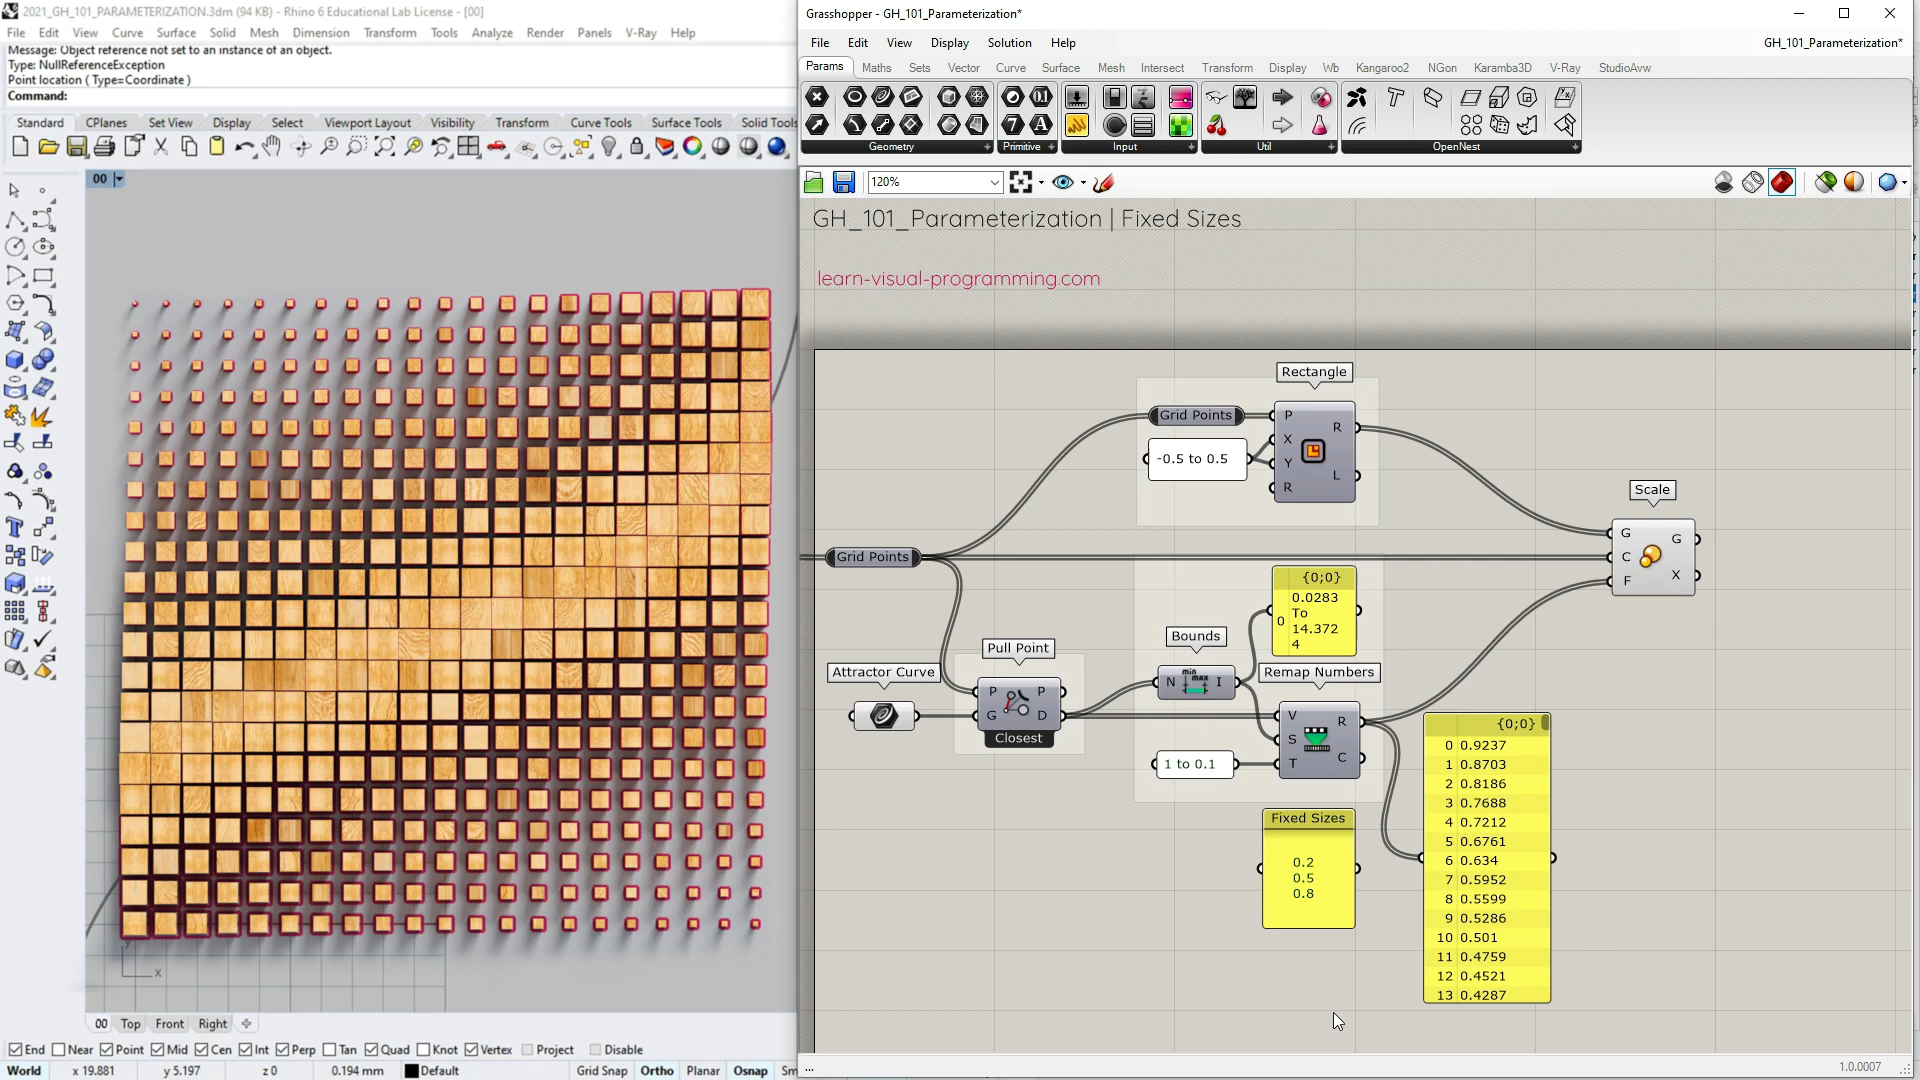 2021_GH_101_PARAMETERIZATION.3dm (94 KB) - Rhino 6 Educational Lab License - [00]
File Edit View Curve Surface Solid Mesh Dimension Transform Tools Analyze Render Panels V-Ray Help
Message: Object reference not set to an instance of an object.
Type: NullReferenceException
Point location ( Type=Coordinate )
Command:
Standard CPlanes Set View Display Select Viewport Layout Visibility Transform Curve Tools Surface Tools Solid Tools
00
x
00 Top Front Right
End Near Point Mid Cen Int Perp Tan Quad Knot Vertex Project Disable
World x 19.881 y 5.197 z 0 0.194 mm Default Grid Snap Ortho Planar Osnap Sm
Grasshopper - GH_101_Parameterization*
File Edit View Display Solution Help GH_101_Parameterization*
Params Maths Sets Vector Curve Surface Mesh Intersect Transform Display Wb Kangaroo2 NGon Karamba3D V-Ray StudioAvw
Geometry Primitive Input Util OpenNest
120%
GH_101_Parameterization | Fixed Sizes
learn-visual-programming.com
Rectangle
Grid Points
-0.5 to 0.5
P
X
Y
R
R
L
Scale
G
C
F
G
X
Grid Points
{0;0}
0
0.0283
To
14.372
4
Pull Point
P
G
P
D
Closest
Attractor Curve
Bounds
N min max I
Remap Numbers
V
S
T
R
C
1 to 0.1
Fixed Sizes
0.2
0.5
0.8
{0;0}
0 0.9237
1 0.8703
2 0.8186
3 0.7688
4 0.7212
5 0.6761
6 0.634
7 0.5952
8 0.5599
9 0.5286
10 0.501
11 0.4759
12 0.4521
13 0.4287
...
1.0.0007